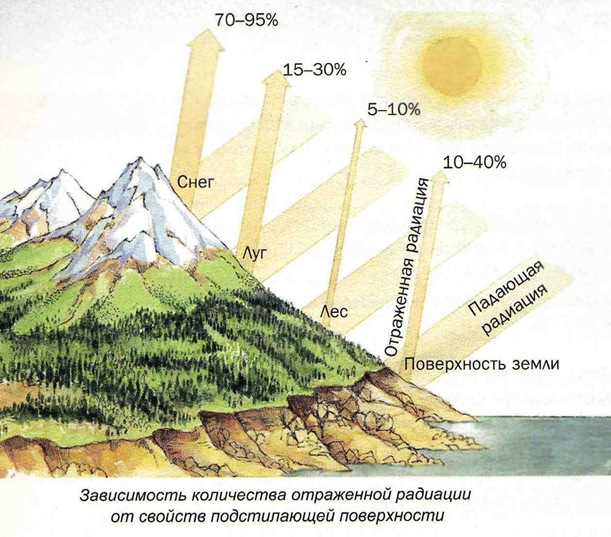 70–95%
15–30%
5–10%
10–40%
Снег
Луг
Лес
Отраженная радиация
Падающая
радиация
Поверхность земли
Зависимость количества отраженной радиации
от свойств подстилающей поверхности